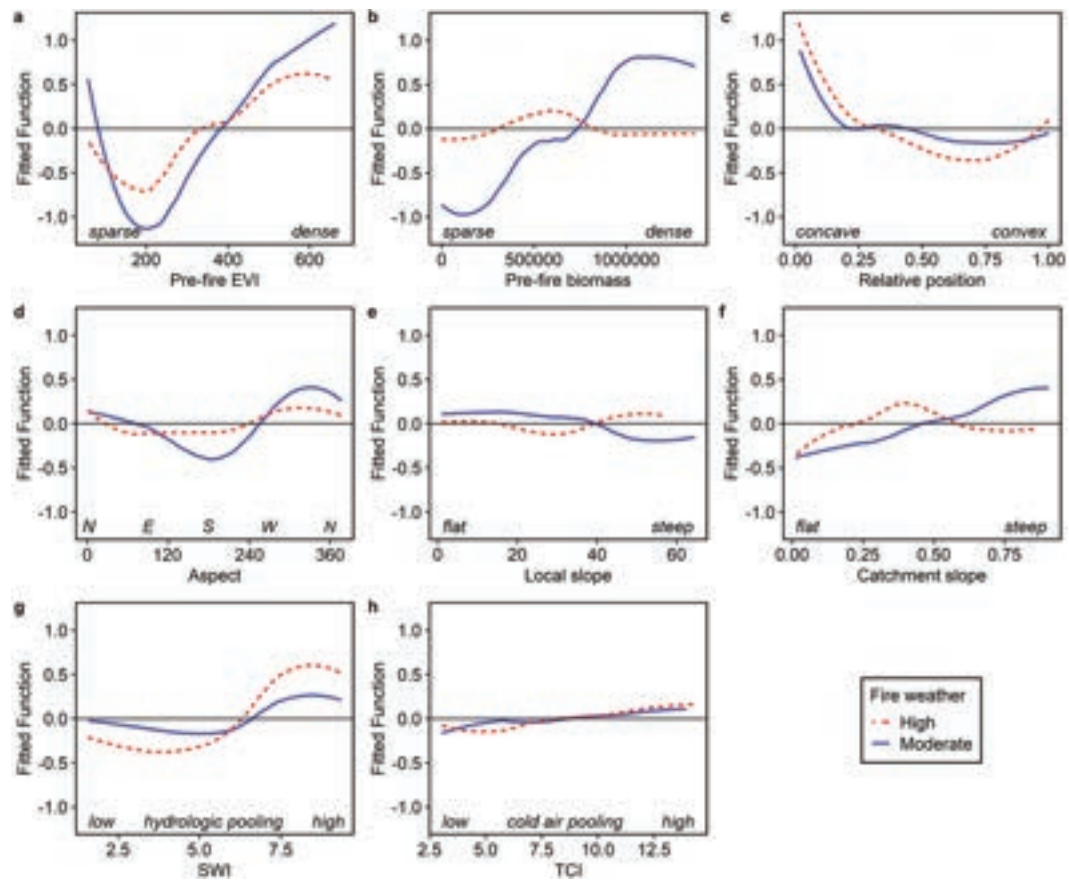 a
1.0
0.5
0.0
-0.5
-1.0
Fitted Function
sparse dense
200 400 600
Pre-fire EVI
b
1.0
0.5
0.0
-0.5
-1.0
Fitted Function
sparse dense
0 500000 1000000
Pre-fire biomass
c
1.0
0.5
0.0
-0.5
-1.0
Fitted Function
concave convex
0.00 0.25 0.50 0.75 1.00
Relative position
d
1.0
0.5
0.0
-0.5
-1.0
Fitted Function
N E S W N
0 120 240 360
Aspect
e
1.0
0.5
0.0
-0.5
-1.0
Fitted Function
flat steep
0 20 40 60
Local slope
f
1.0
0.5
0.0
-0.5
-1.0
Fitted Function
flat steep
0.00 0.25 0.50 0.75
Catchment slope
g
1.0
0.5
0.0
-0.5
-1.0
Fitted Function
low hydrologic pooling high
2.5 5.0 7.5
SWI
h
1.0
0.5
0.0
-0.5
-1.0
Fitted Function
low cold air pooling high
2.5 5.0 7.5 10.0 12.5
TCI
Fire weather
High
Moderate